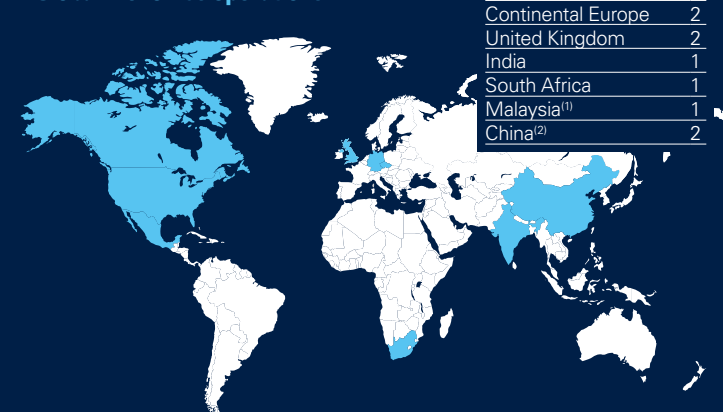 Continental Europe 2
United Kingdom 2
India 1
South Africa 1
Malaysia(1) 1
China(2) 2